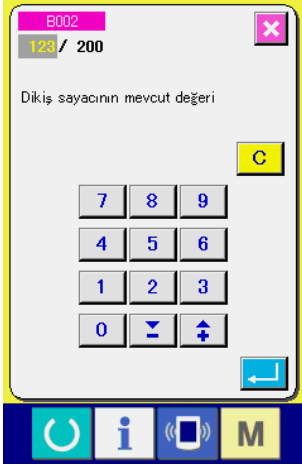 B002
123/ 200
Dikiş sayacının mevcut değeri
C
7 8 9
4 5 6
1 2 3
0
i M